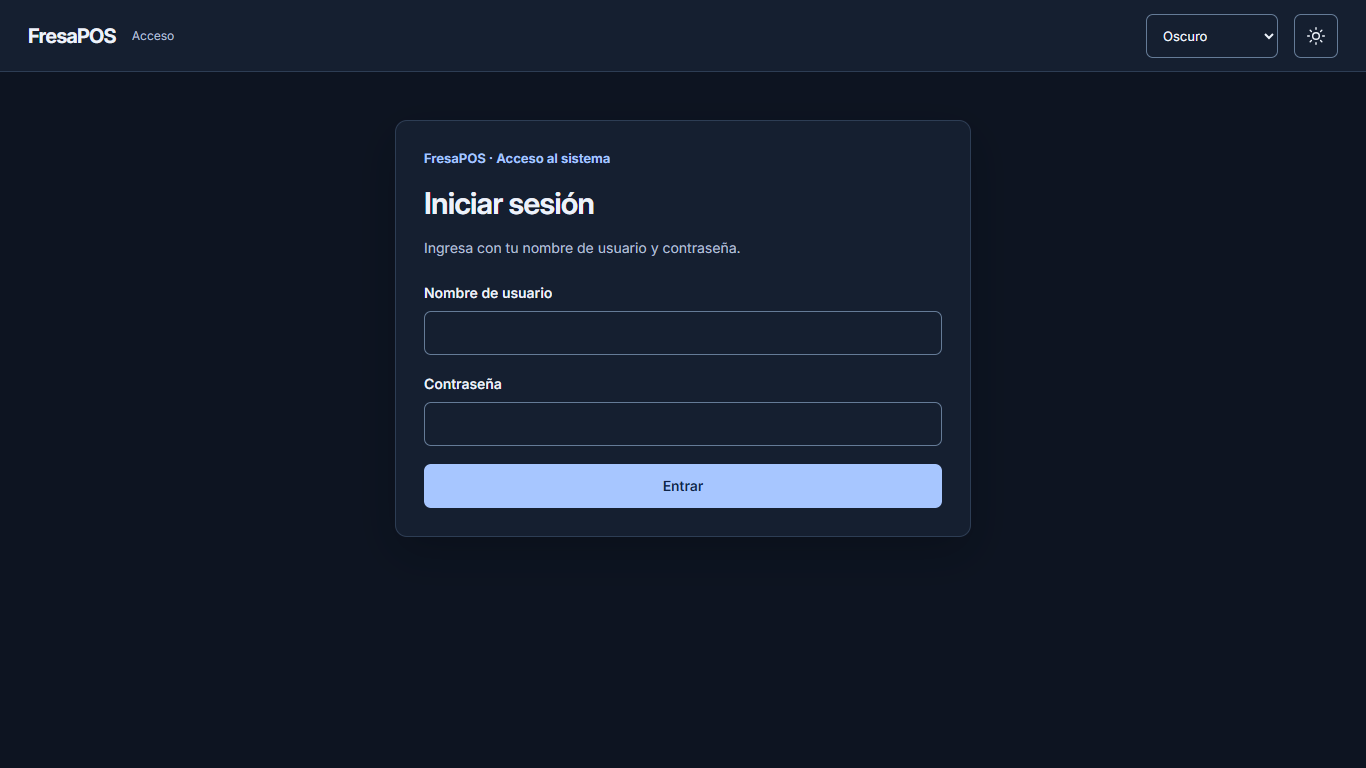 FresaPOS Acceso Oscuro
FresaPOS · Acceso al sistema
Iniciar sesión
Ingresa con tu nombre de usuario y contraseña.
Nombre de usuario
Contraseña
Entrar